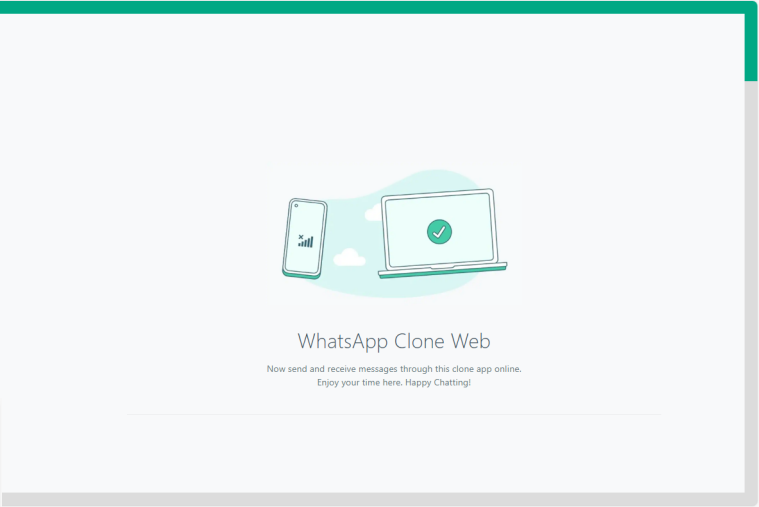 WhatsApp Clone Web
Now send and receive messages through this clone app online.
Enjoy your time here. Happy Chatting!